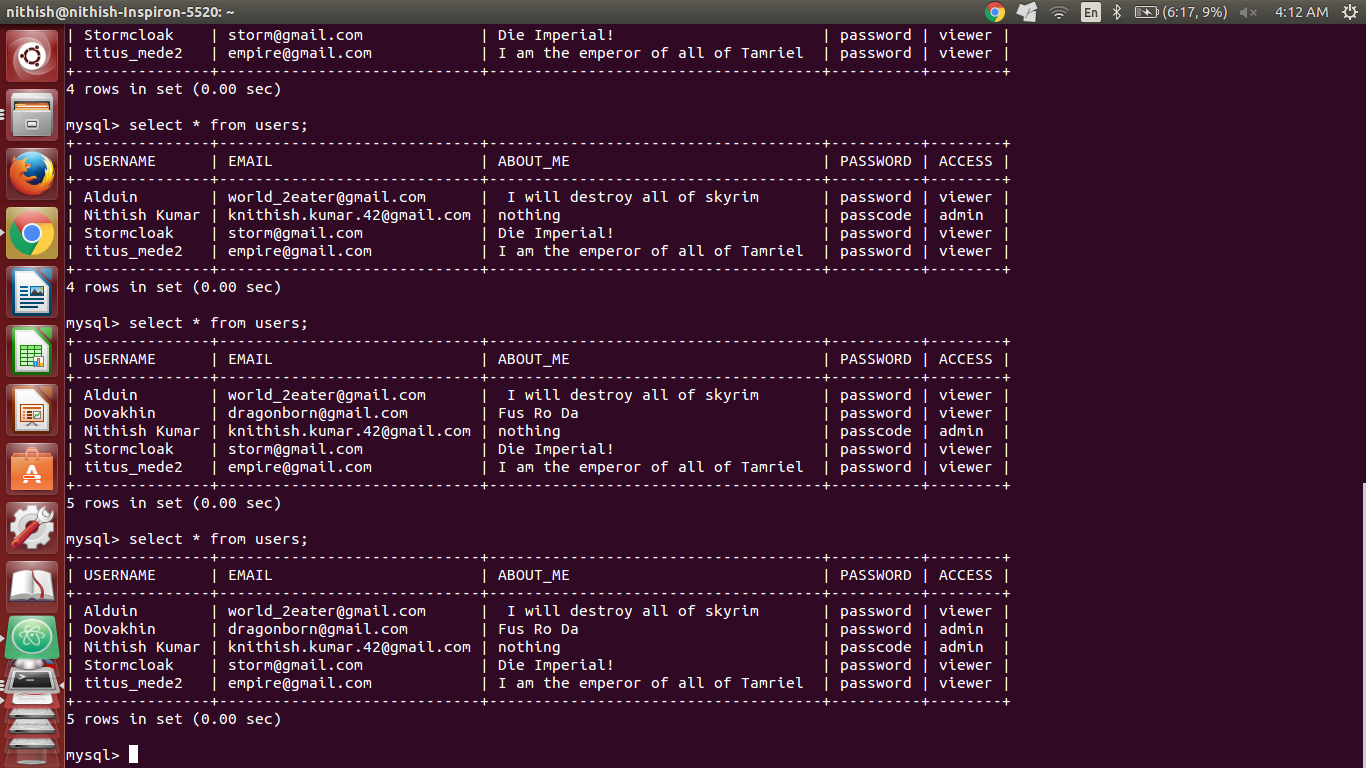 nithish@nithish-Inspiron-5520: ~ En (6:17, 9%) 4:12 AM
| Stormcloak    | storm@gmail.com             | Die Imperial!                       | password | viewer |
| titus_mede2   | empire@gmail.com            | I am the emperor of all of Tamriel  | password | viewer |
+---------------+-----------------------------+-------------------------------------+----------+--------+
4 rows in set (0.00 sec)

mysql> select * from users;
+---------------+-----------------------------+-------------------------------------+----------+--------+
| USERNAME      | EMAIL                       | ABOUT_ME                            | PASSWORD | ACCESS |
+---------------+-----------------------------+-------------------------------------+----------+--------+
| Alduin        | world_2eater@gmail.com      |  I will destroy all of skyrim       | password | viewer |
| Nithish Kumar | knithish.kumar.42@gmail.com | nothing                             | passcode | admin  |
| Stormcloak    | storm@gmail.com             | Die Imperial!                       | password | viewer |
| titus_mede2   | empire@gmail.com            | I am the emperor of all of Tamriel  | password | viewer |
+---------------+-----------------------------+-------------------------------------+----------+--------+
4 rows in set (0.00 sec)

mysql> select * from users;
+---------------+-----------------------------+-------------------------------------+----------+--------+
| USERNAME      | EMAIL                       | ABOUT_ME                            | PASSWORD | ACCESS |
+---------------+-----------------------------+-------------------------------------+----------+--------+
| Alduin        | world_2eater@gmail.com      |  I will destroy all of skyrim       | password | viewer |
| Dovakhin      | dragonborn@gmail.com        | Fus Ro Da                           | password | viewer |
| Nithish Kumar | knithish.kumar.42@gmail.com | nothing                             | passcode | admin  |
| Stormcloak    | storm@gmail.com             | Die Imperial!                       | password | viewer |
| titus_mede2   | empire@gmail.com            | I am the emperor of all of Tamriel  | password | viewer |
+---------------+-----------------------------+-------------------------------------+----------+--------+
5 rows in set (0.00 sec)

mysql> select * from users;
+---------------+-----------------------------+-------------------------------------+----------+--------+
| USERNAME      | EMAIL                       | ABOUT_ME                            | PASSWORD | ACCESS |
+---------------+-----------------------------+-------------------------------------+----------+--------+
| Alduin        | world_2eater@gmail.com      |  I will destroy all of skyrim       | password | viewer |
| Dovakhin      | dragonborn@gmail.com        | Fus Ro Da                           | password | admin  |
| Nithish Kumar | knithish.kumar.42@gmail.com | nothing                             | passcode | admin  |
| Stormcloak    | storm@gmail.com             | Die Imperial!                       | password | viewer |
| titus_mede2   | empire@gmail.com            | I am the emperor of all of Tamriel  | password | viewer |
+---------------+-----------------------------+-------------------------------------+----------+--------+
5 rows in set (0.00 sec)

mysql>